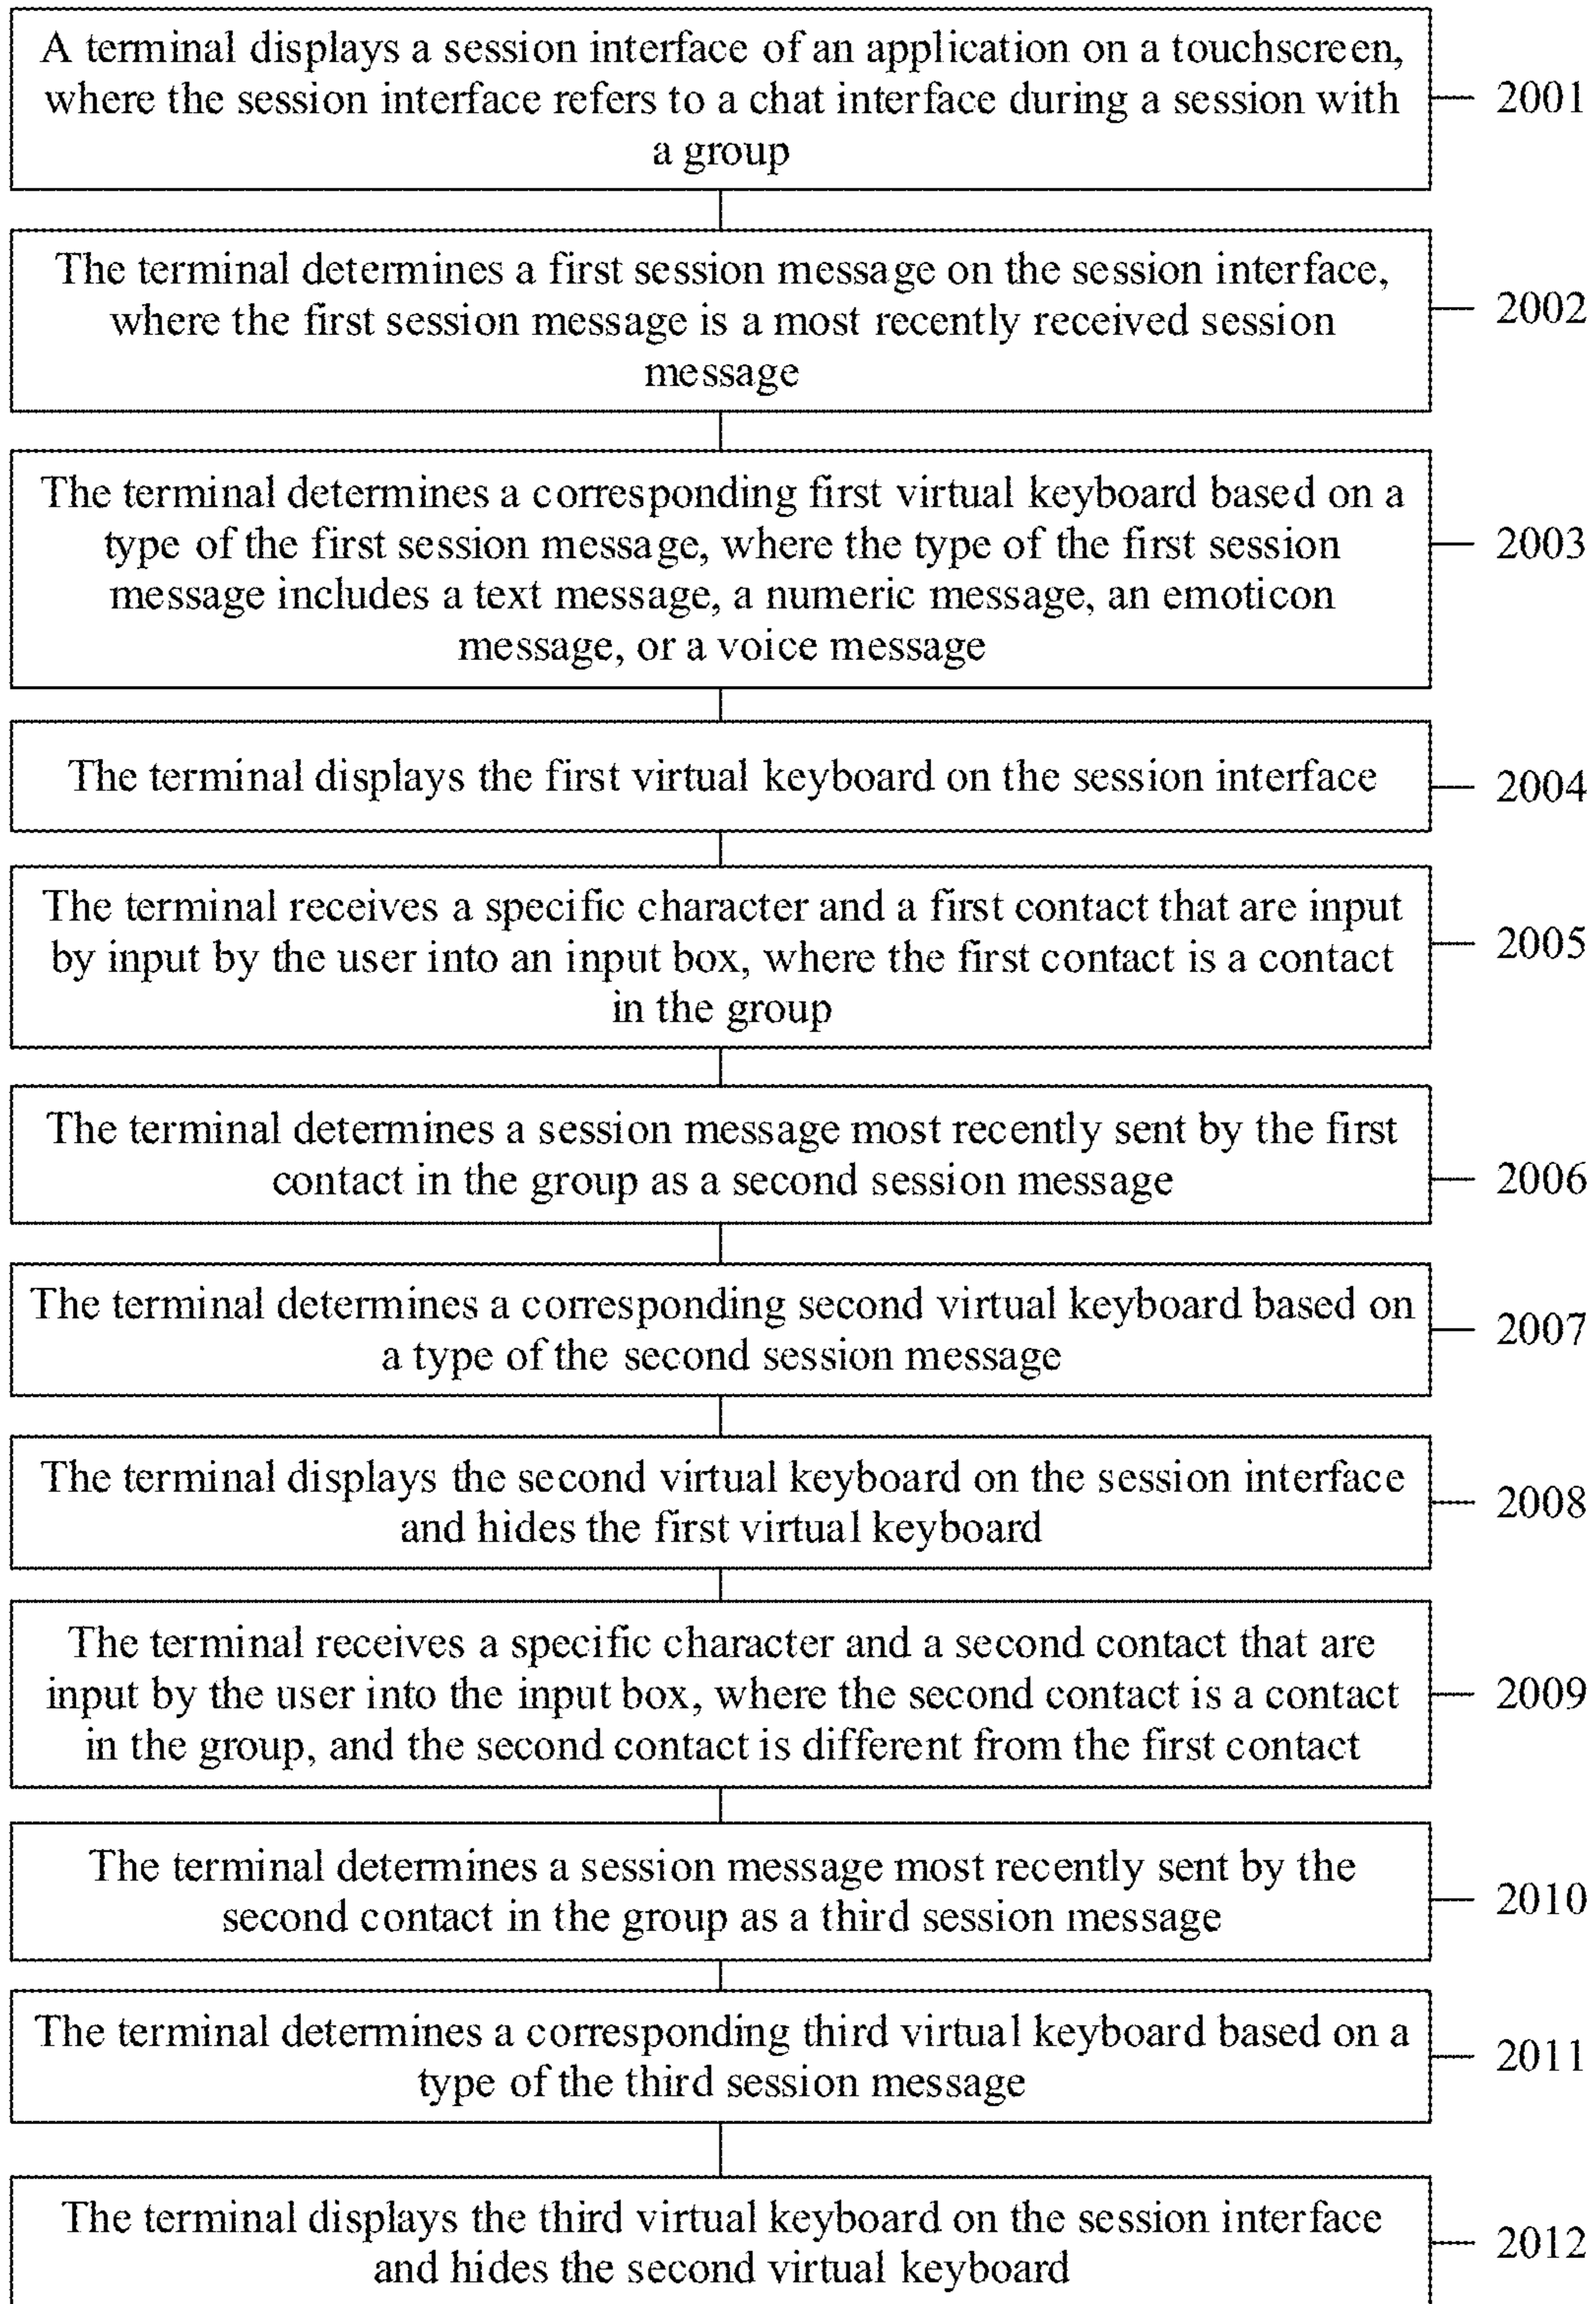 A terminal displays a session interface of an application on a touchscreen,
where the session interface refers to a chat interface during a session with
a group
2001
The terminal determines a first session message on the session interface,
where the first session message is a most recently received session
message
2002
The terminal determines a corresponding first virtual keyboard based on a
type of the first session message, where the type of the first session
message includes a text message, a numeric message, an emoticon
message, or a voice message
2003
The terminal displays the first virtual keyboard on the session interface
2004
The terminal receives a specific character and a first contact that are input
by input by the user into an input box, where the first contact is a contact
in the group
2005
The terminal determines a session message most recently sent by the first
contact in the group as a second session message
2006
The terminal determines a corresponding second virtual keyboard based on
a type of the second session message
2007
The terminal displays the second virtual keyboard on the session interface
and hides the first virtual keyboard
2008
The terminal receives a specific character and a second contact that are
input by the user into the input box, where the second contact is a contact
in the group, and the second contact is different from the first contact
2009
The terminal determines a session message most recently sent by the
second contact in the group as a third session message
2010
The terminal determines a corresponding third virtual keyboard based on a
type of the third session message
2011
The terminal displays the third virtual keyboard on the session interface
and hides the second virtual keyboard
2012